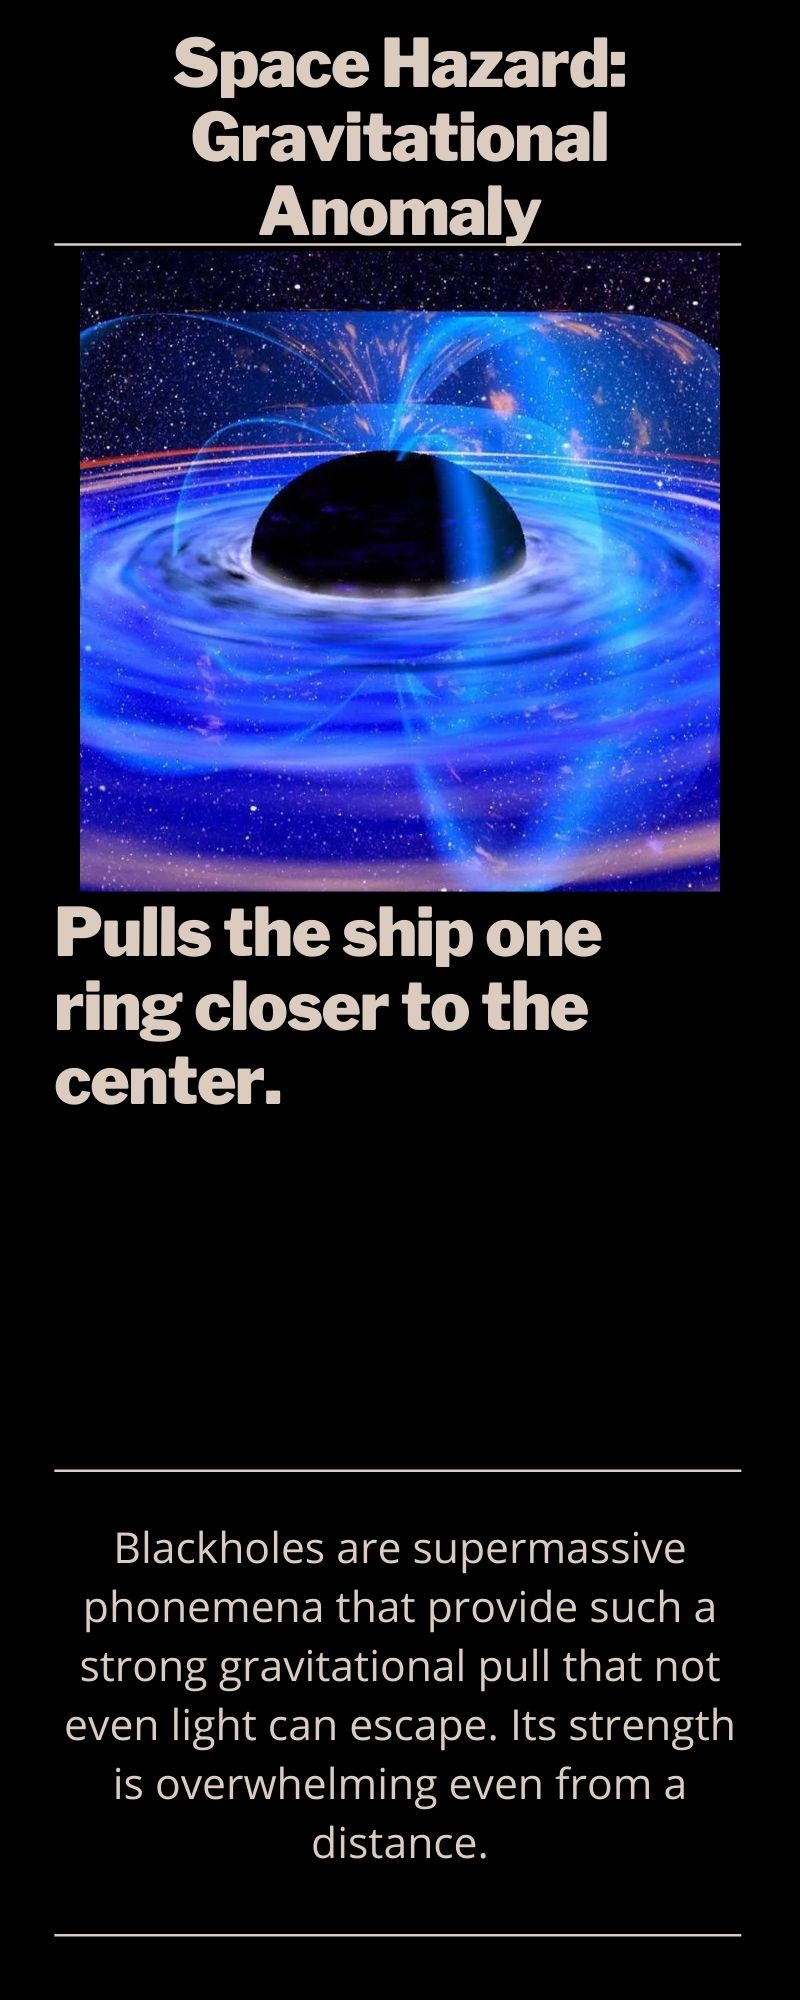 Space Hazard:
Gravitational
Anomaly
Pulls the ship one
ring closer to the
center.
Blackholes are supermassive
phonemena that provide such a
strong gravitational pull that not
even light can escape. Its strength
is overwhelming even from a
distance.